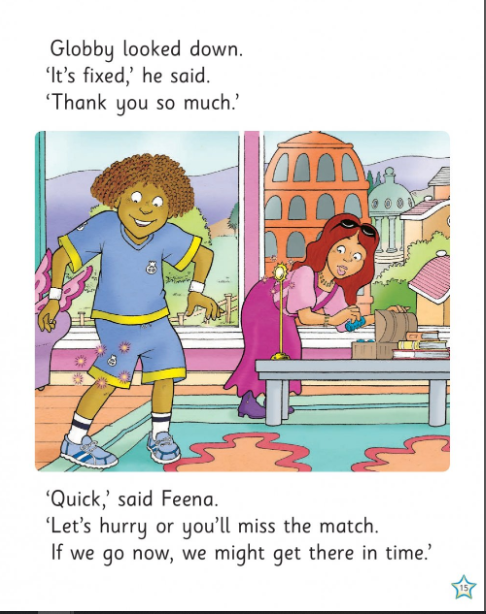 Globby looked down.
‘It’s fixed,’ he said.
‘Thank you so much.’
‘Quick,’ said Feena.
‘Let’s hurry or you’ll miss the match.
If we go now, we might get there in time.’
15